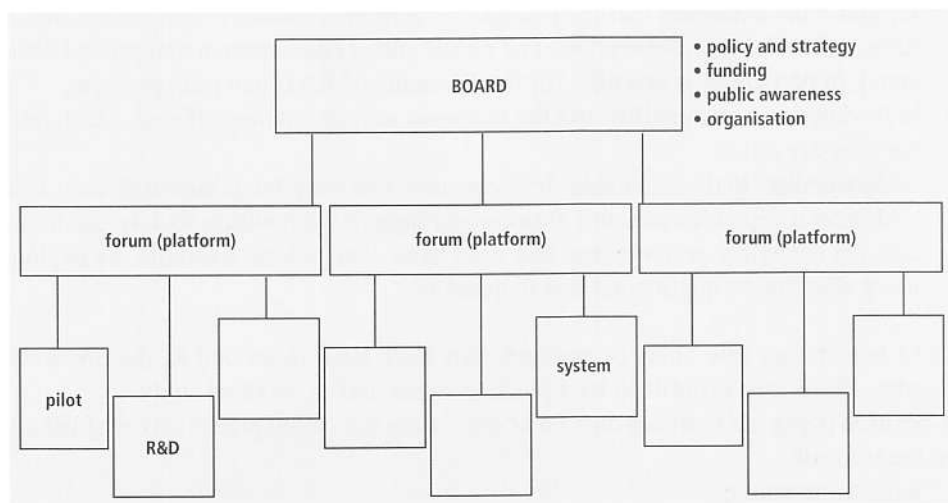 BOARD
• policy and strategy
• funding
• public awareness
• organisation
forum (platform)
forum (platform)
forum (platform)
pilot
R&D
system